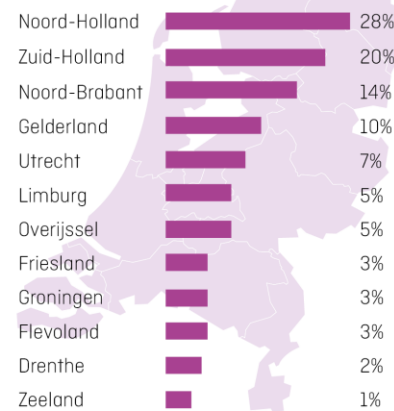 Noord-Holland 28%
Zuid-Holland 20%
Noord-Brabant 14%
Gelderland 10%
Utrecht 7%
Limburg 5%
Overijssel 5%
Friesland 3%
Groningen 3%
Flevoland 3%
Drenthe 2%
Zeeland 1%